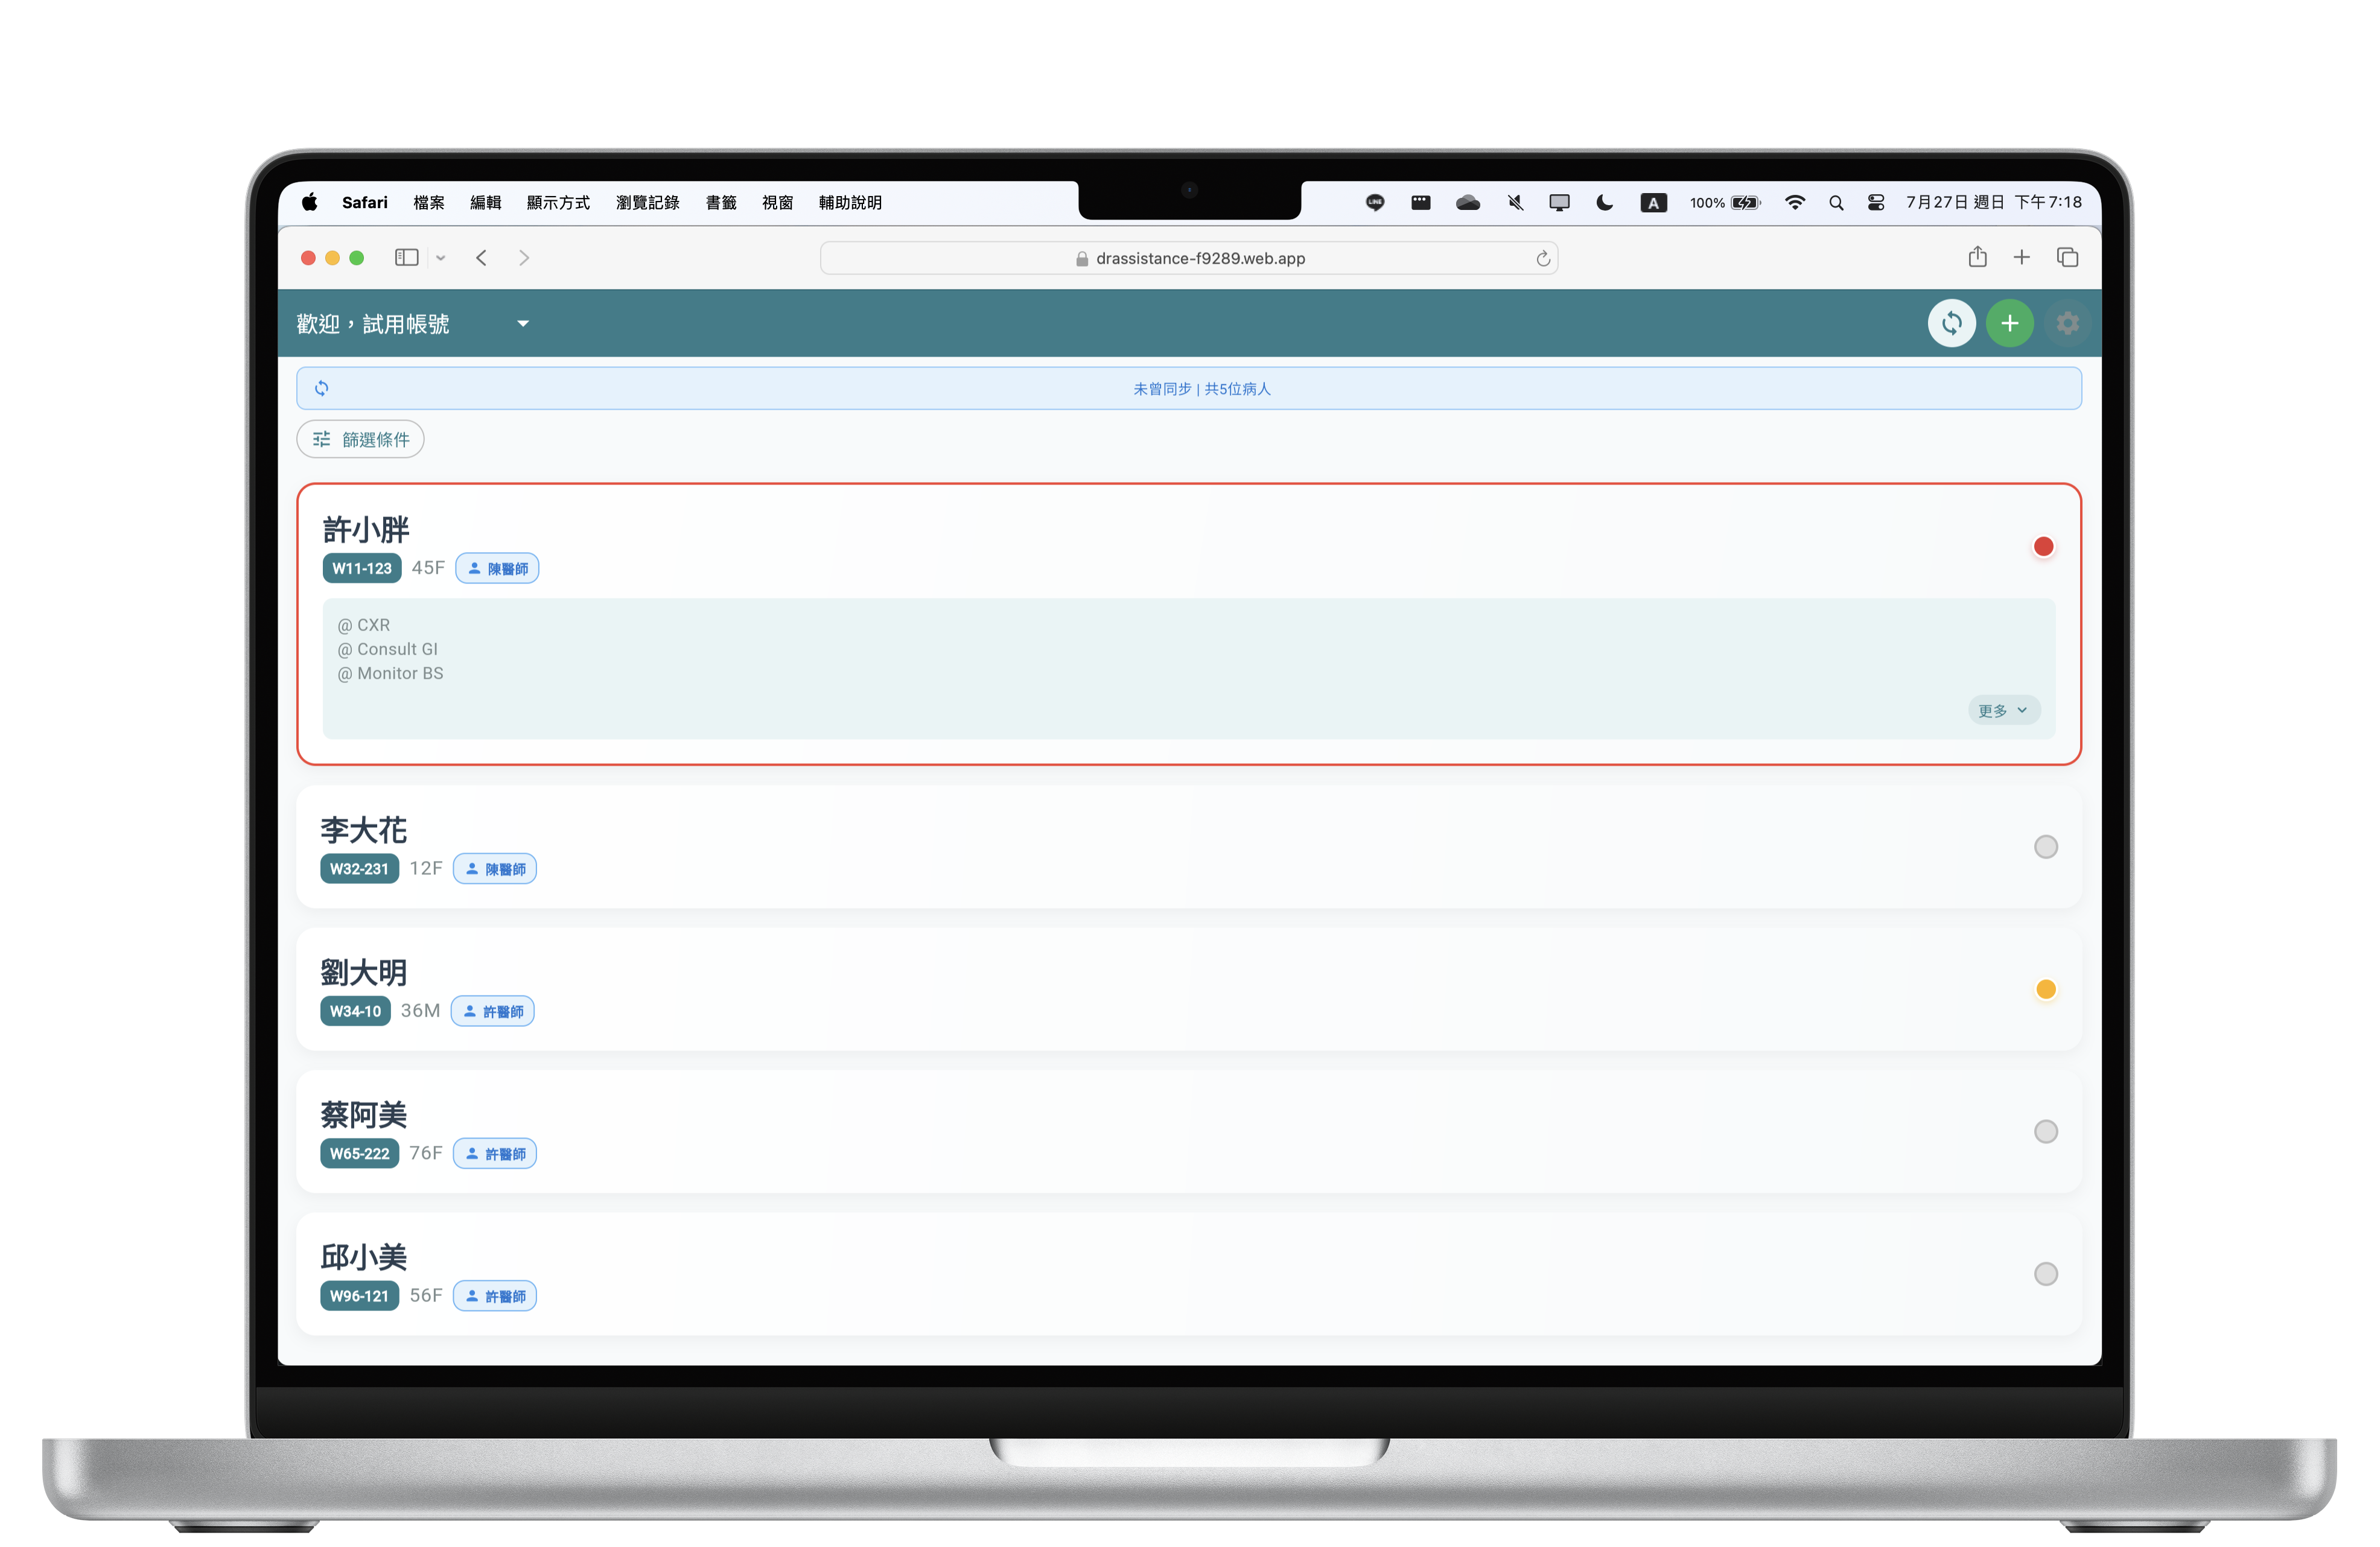 Safari 檔案 編輯 顯示方式 瀏覽記錄 書籤 視窗 輔助說明 LINE A 100% 7月27日 週日 下午7:18
drassistance-f9289.web.app
歡迎，試用帳號
未曾同步 | 共5位病人
篩選條件
許小胖
W11-123 45F 陳醫師
@ CXR
@ Consult GI
@ Monitor BS
更多
李大花
W32-231 12F 陳醫師
劉大明
W34-10 36M 許醫師
蔡阿美
W65-222 76F 許醫師
邱小美
W96-121 56F 許醫師